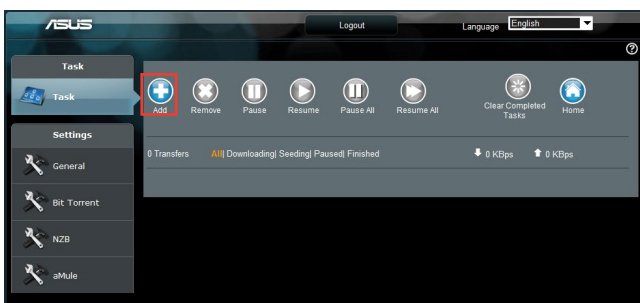 ASUS
Logout
Language English
?
Task
Task
Settings
General
Bit Torrent
NZB
aMule
Add
Remove
Pause
Resume
Pause All
Resume All
Clear Completed
Tasks
Home
0 Transfers All| Downloading| Seeding| Paused| Finished 0 KBps 0 KBps